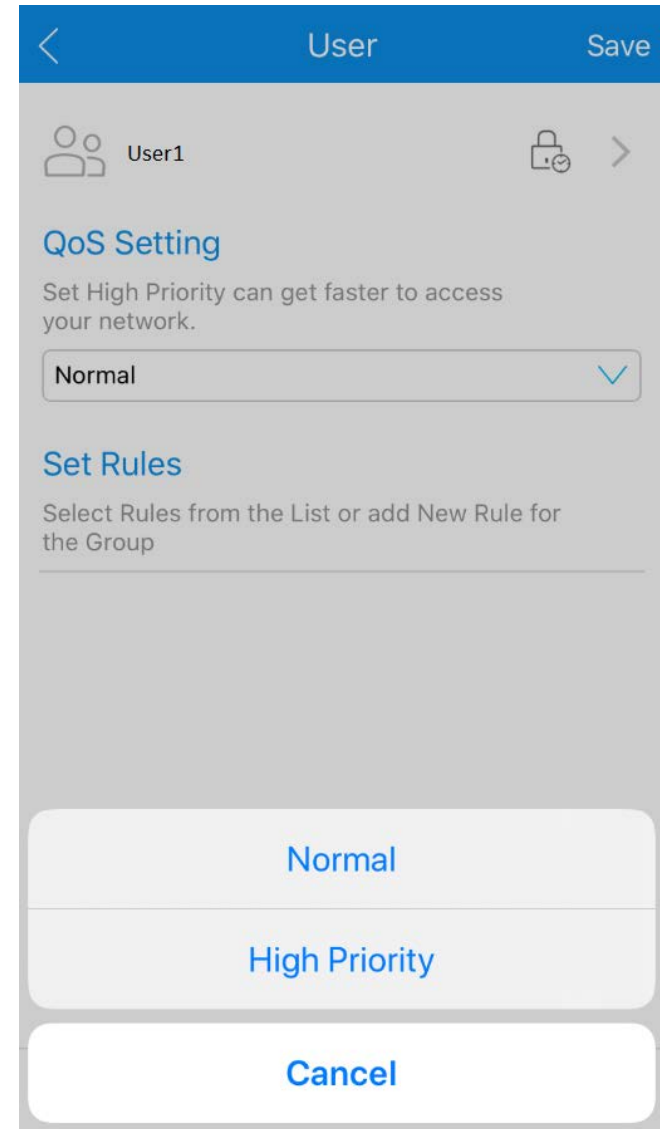 User
Save
User1
QoS Setting
Set High Priority can get faster to access
your network.
Normal
Set Rules
Select Rules from the List or add New Rule for
the Group
Normal
High Priority
Cancel